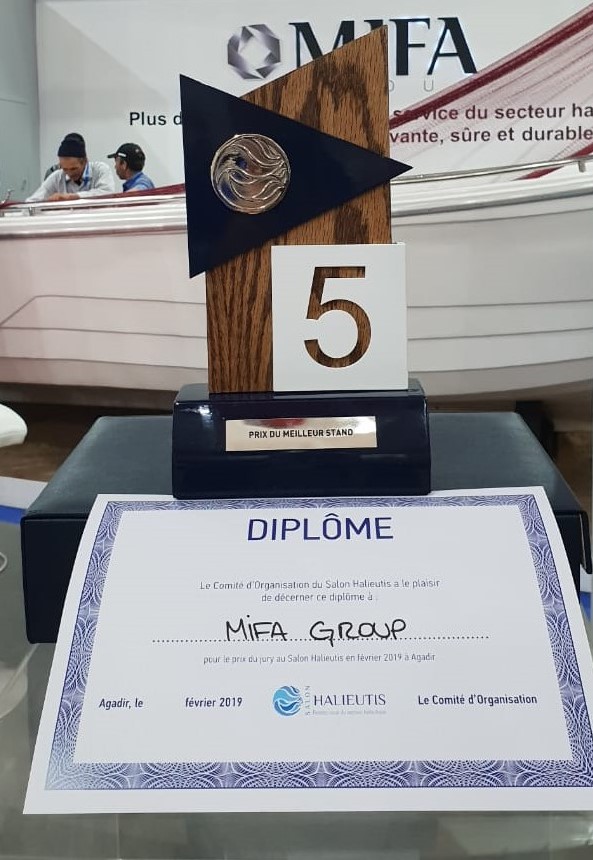 MIFA
Plus d
service du secteur ha
vante, sûre et durable
5
PRIX DU MEILLEUR STAND
DIPLÔME
Le Comité d'Organisation du Salon Halieutis a le plaisir
de décerner ce diplôme à :
MIFA GROUP
pour le prix du jury au Salon Halieutis en février 2019 à Agadir
Agadir, le février 2019
SALON
HALIEUTIS
Le Comité d'Organisation